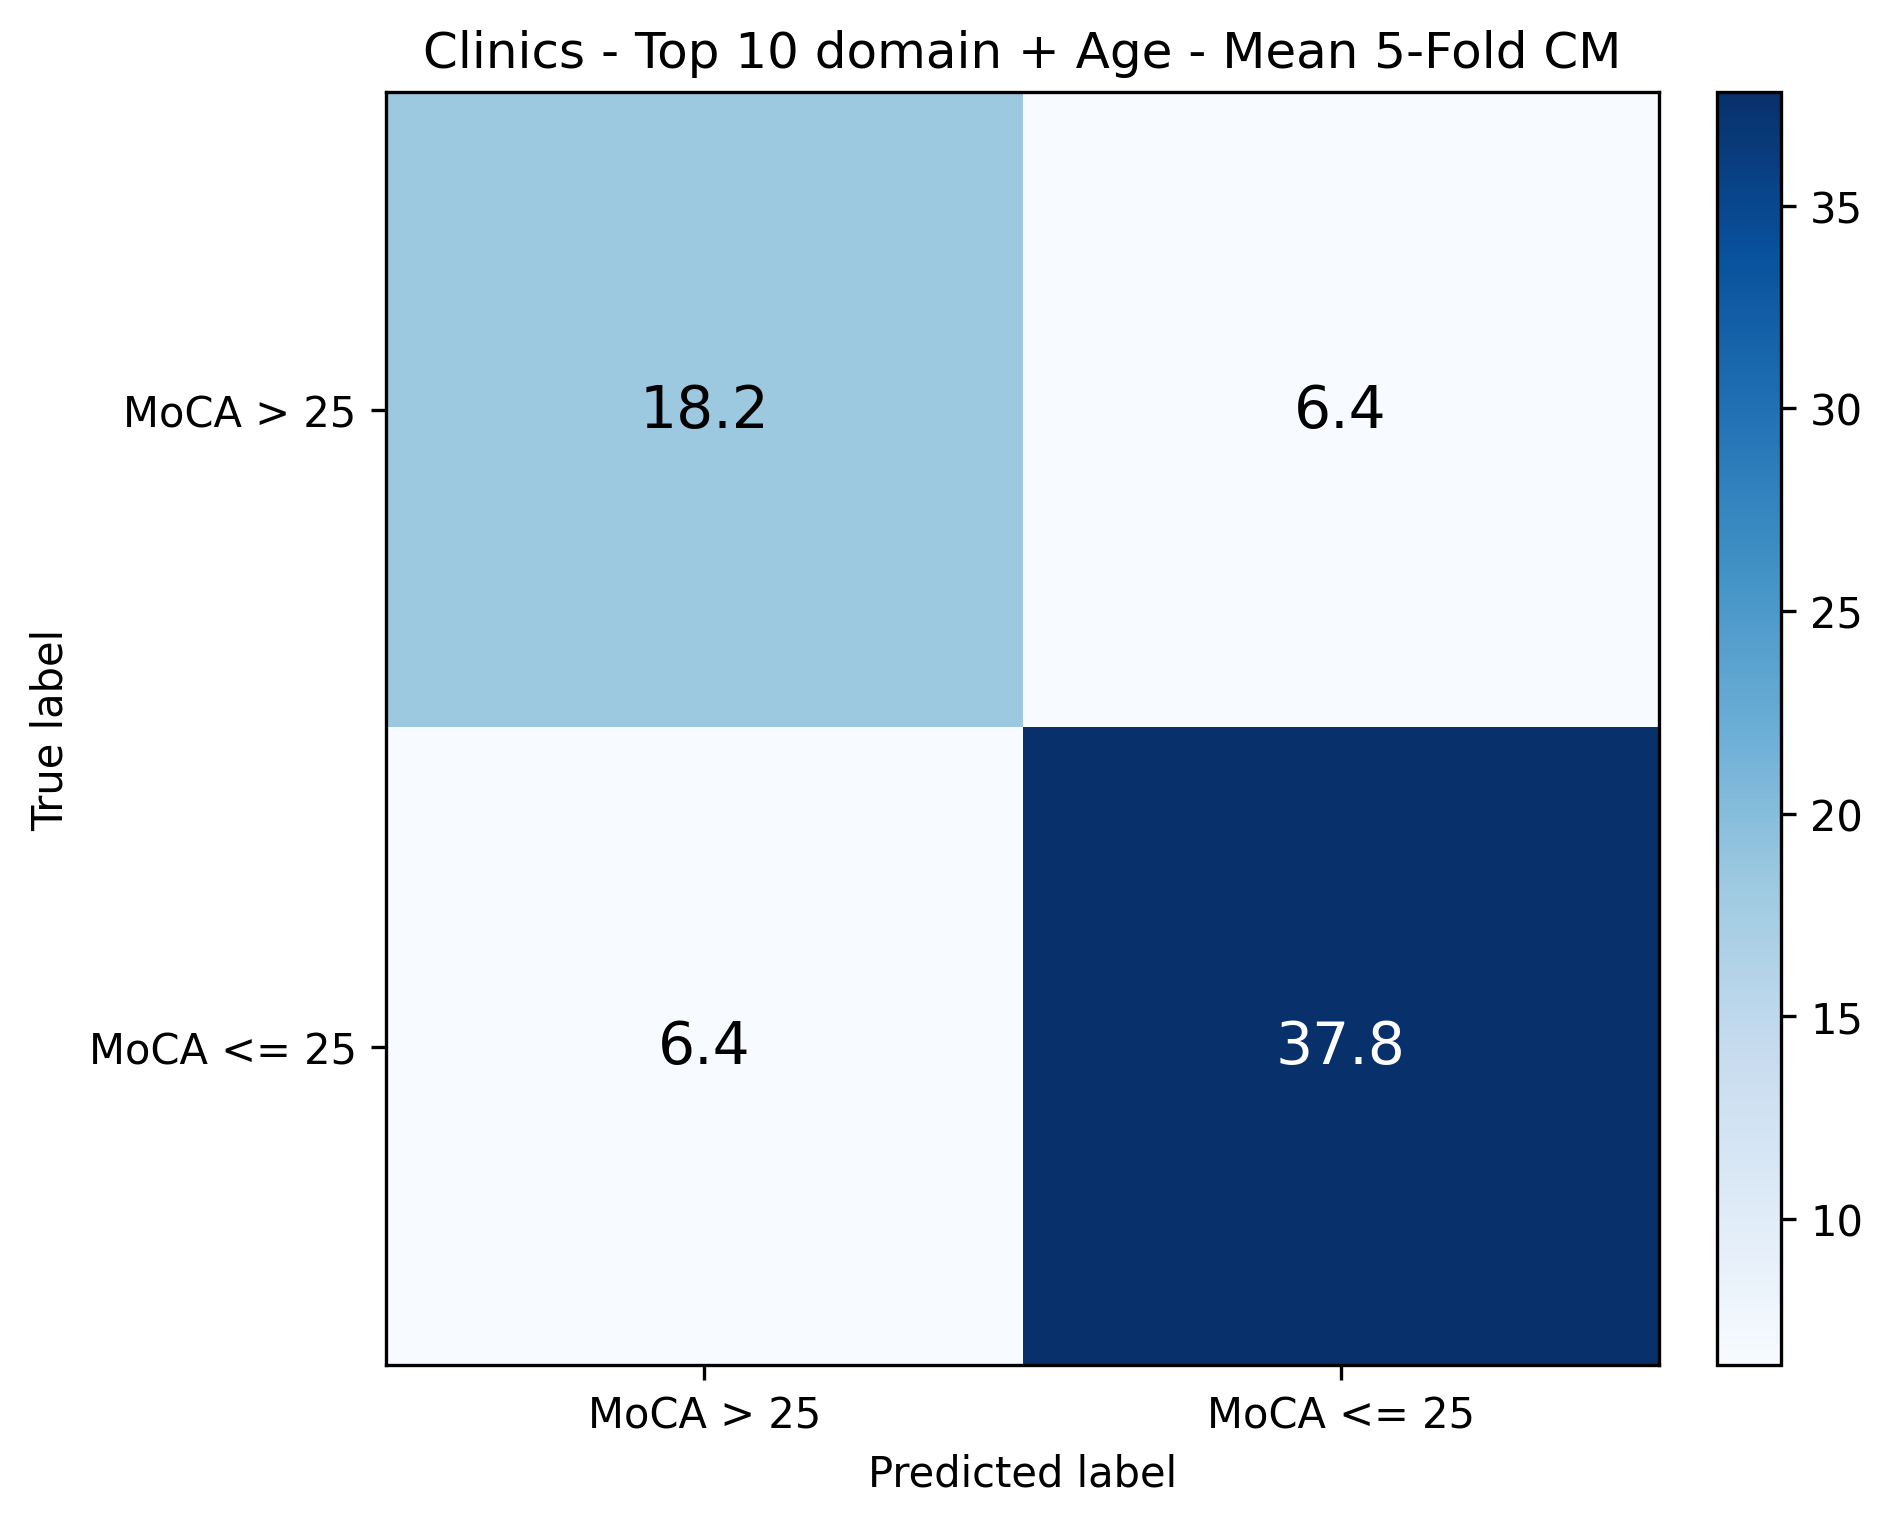 Clinics - Top 10 domain + Age - Mean 5-Fold CM
True label
MoCA > 25
18.2
6.4
MoCA <= 25
6.4
37.8
MoCA > 25
MoCA <= 25
Predicted label
35
30
25
20
15
10